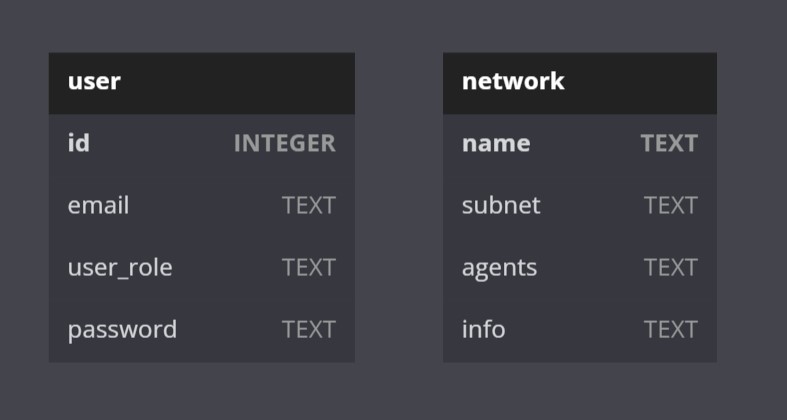 user
id INTEGER
email TEXT
user_role TEXT
password TEXT
network
name TEXT
subnet TEXT
agents TEXT
info TEXT